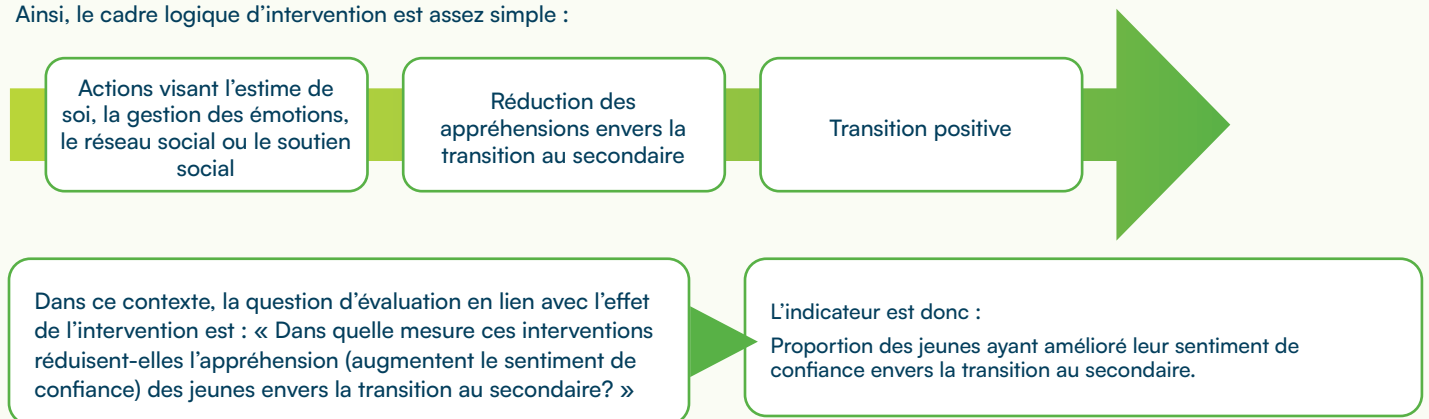 Ainsi, le cadre logique d’intervention est assez simple :
Actions visant l’estime de
soi, la gestion des émotions,
le réseau social ou le soutien
social
Réduction des
appréhensions envers la
transition au secondaire
Transition positive
Dans ce contexte, la question d’évaluation en lien avec l’effet
de l’intervention est : « Dans quelle mesure ces interventions
réduisent-elles l’appréhension (augmentent le sentiment de
confiance) des jeunes envers la transition au secondaire? »
L’indicateur est donc :
Proportion des jeunes ayant amélioré leur sentiment de
confiance envers la transition au secondaire.